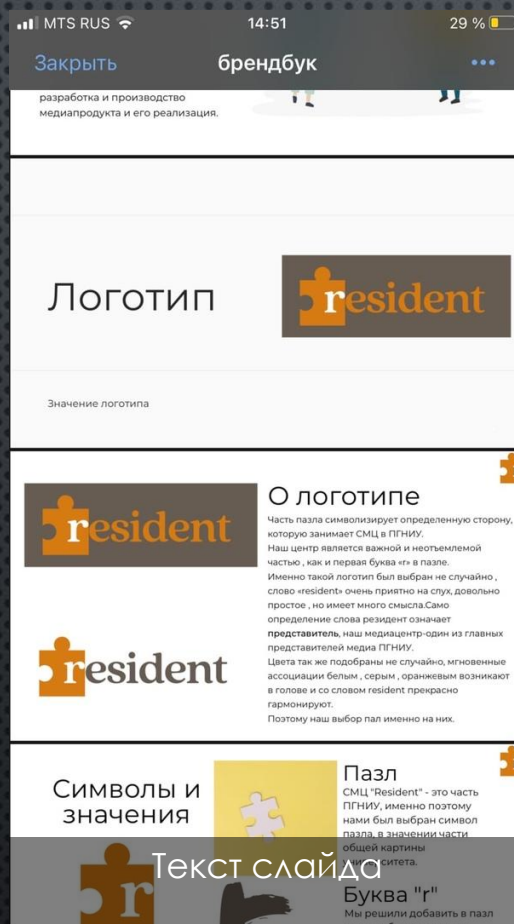 MTS RUS
14:51
29 %
Закрыть
брендбук
•••
разработка и производство
медиапродукта и его реализация.
Логотип
resident
Значение логотипа
resident
О логотипе
Часть пазла символизирует определенную сторону,
которую занимает СМЦ в ПГНИУ.
Наш центр является важной и неотъемлемой
частью , как и первая буква «r» в пазле.
Именно такой логотип был выбран не случайно ,
слово «resident» очень приятно на слух, довольно
простое , но имеет много смысла.Само
определение слова резидент означает
представитель, наш медиацентр-один из главных
представителей медиа ПГНИУ.
Цвета так же подобраны не случайно, мгновенные
ассоциации белым , серым , оранжевым возникают
в голове и со словом resident прекрасно
гармонируют.
Поэтому наш выбор пал именно на них.
resident
Символы и
значения
Пазл
СМЦ "Resident" - это часть
ПГНИУ, именно поэтому
нами был выбран символ
пазла, в значении части
общей картины
университета.
Текст слайда
r
Буква "r"
Мы решили добавить в пазл